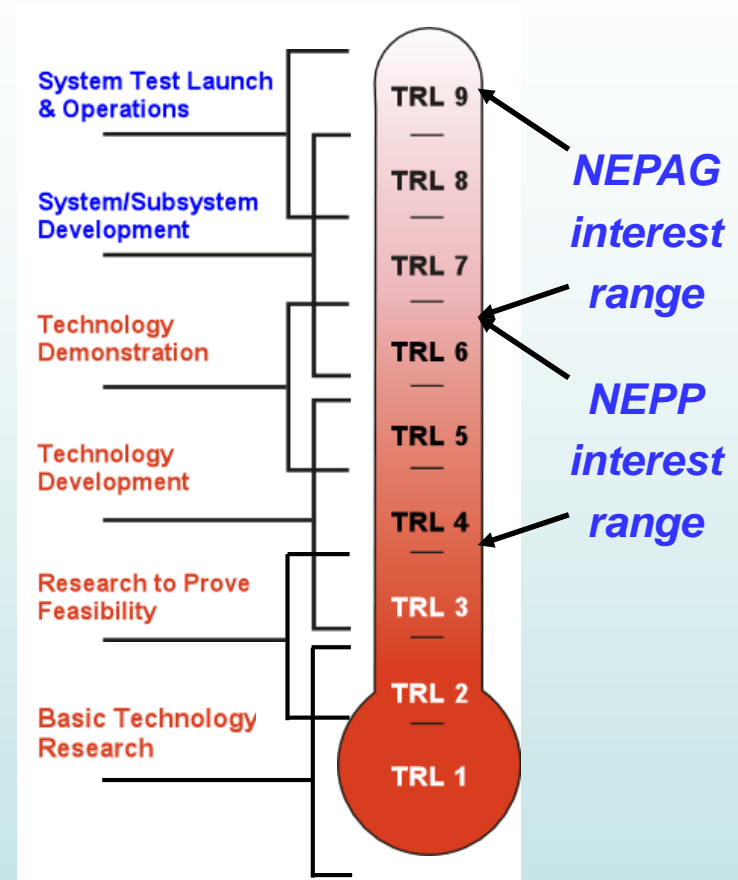 System Test Launch
& Operations
System/Subsystem
Development
Technology
Demonstration
Technology
Development
Research to Prove
Feasibility
Basic Technology
Research
TRL 9
TRL 8
TRL 7
TRL 6
TRL 5
TRL 4
TRL 3
TRL 2
TRL 1
NEPAG
interest
range
NEPP
interest
range